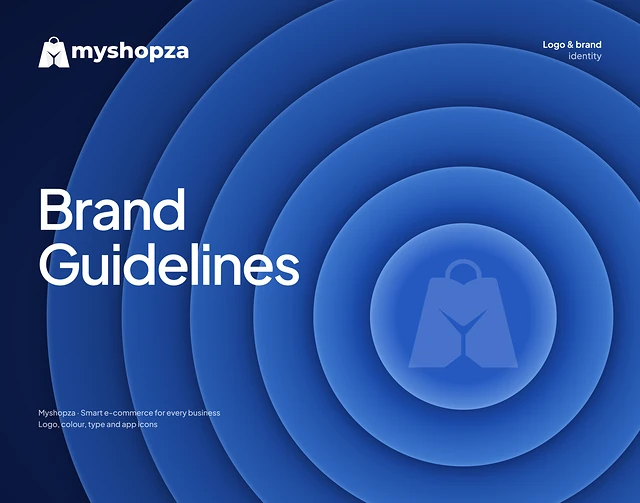 myshopza
Logo & brand
identity
Brand
Guidelines
Myshopza · Smart e-commerce for every business
Logo, colour, type and app icons